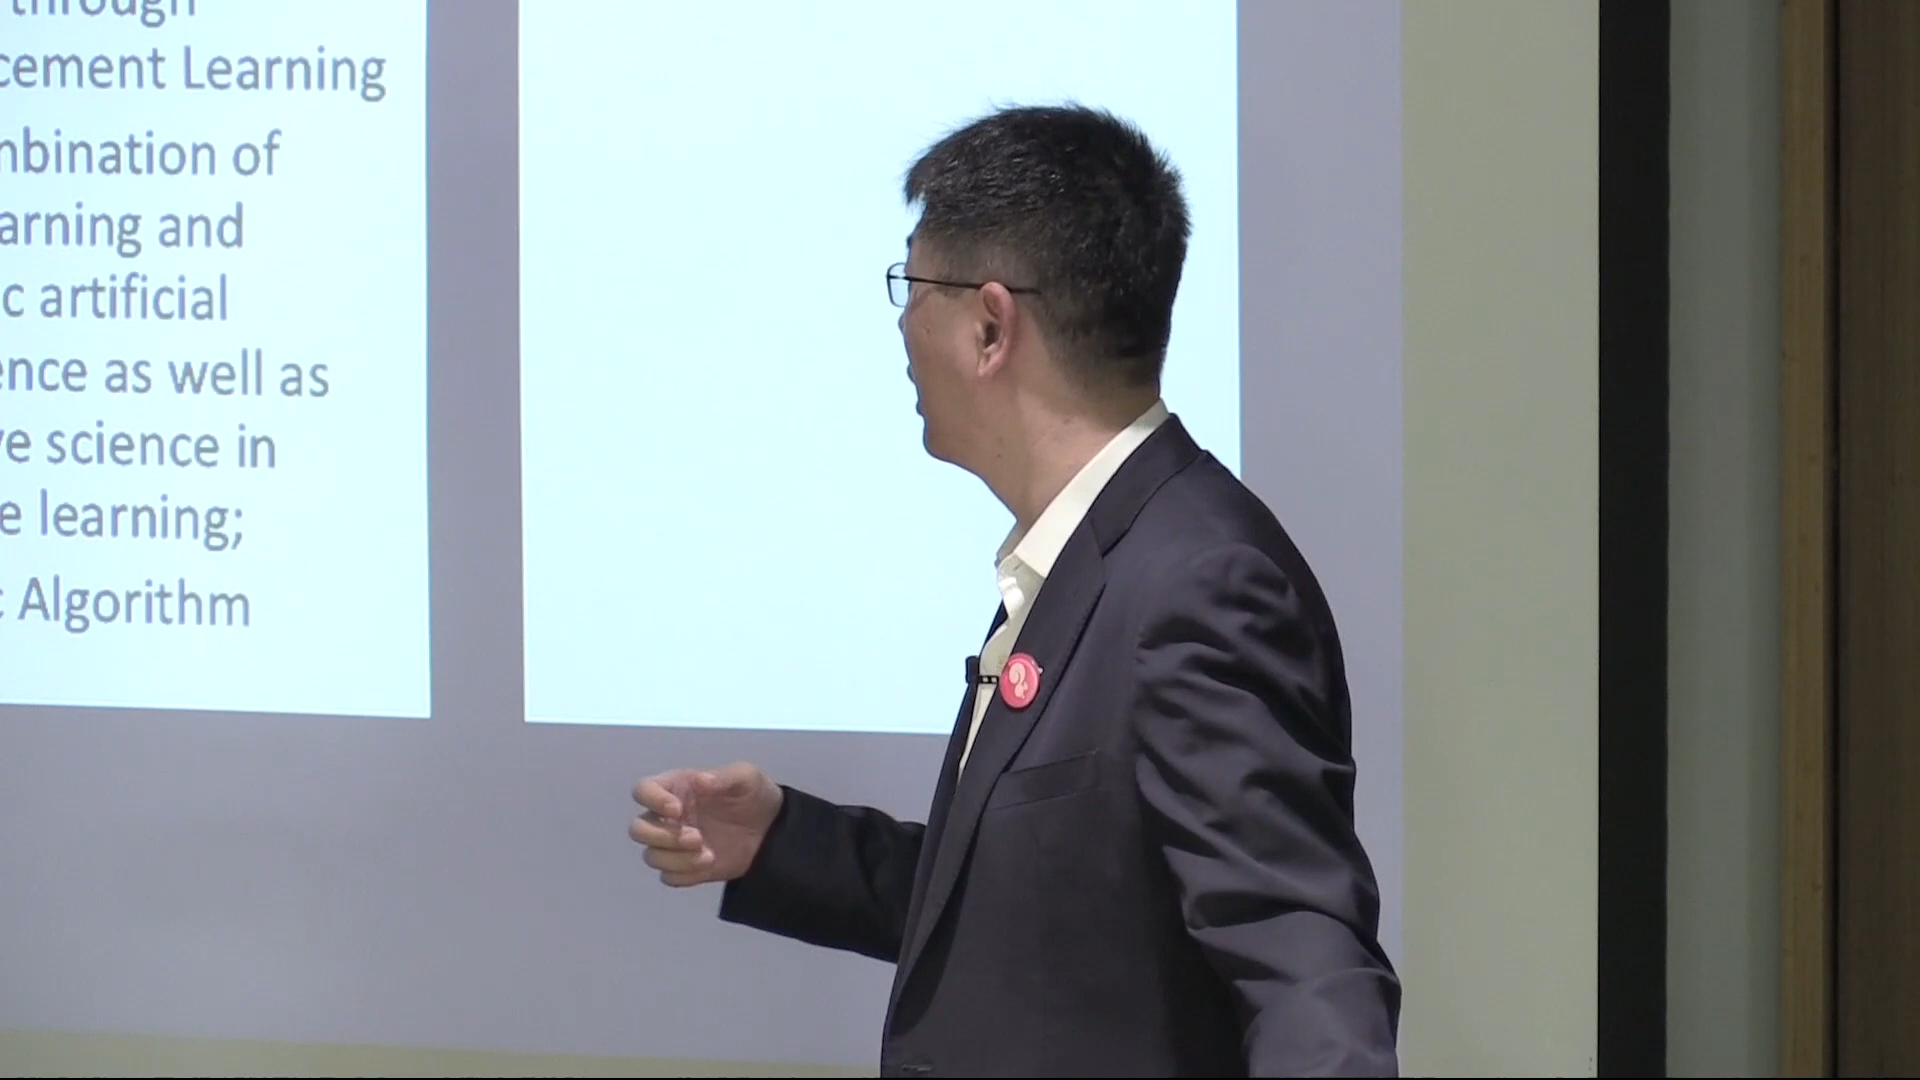 through
cement Learning
nbination of
arning and
c artificial
ence as well as
ve science in
e learning;
c Algorithm